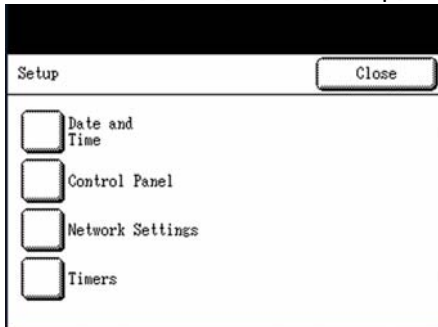 Setup
Close
Date and
Time
Control Panel
Network Settings
Timers